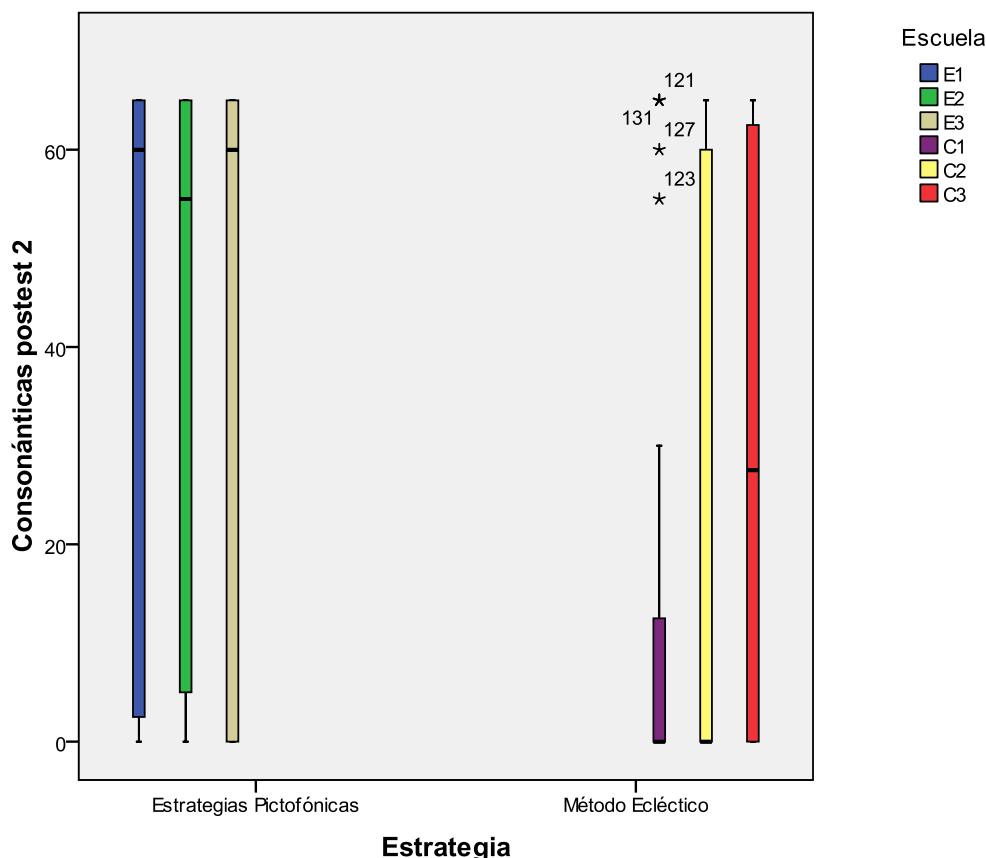 Escuela
E1
E2
E3
C1
C2
C3
Consonánticas postest 2
60
40
20
0
121
131
127
123
Estrategias Pictofónicas
Método Ecléctico
Estrategia